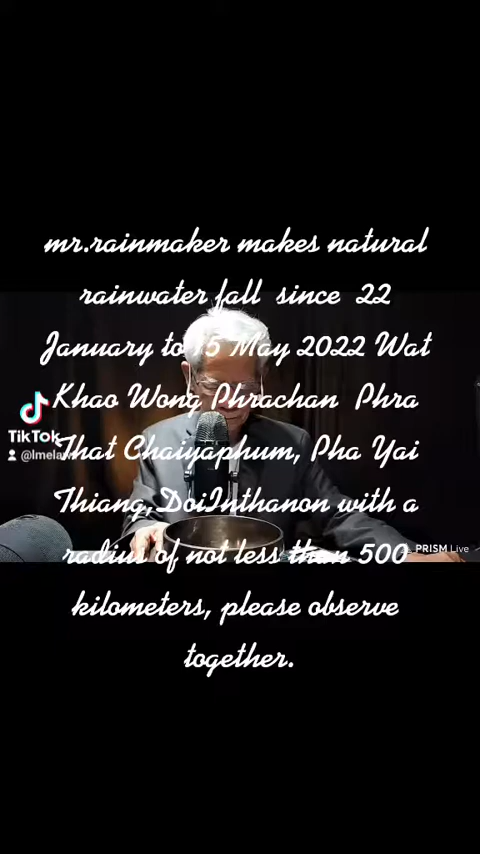 mr.rainmaker makes natural
rainwater fall since 22
January to 15 May 2022 Wat
Khao Wong Phrachan Phra
That Chaiyaphum, Pha Yai
Thiang,DoiInthanon with a
radius of not less then 500
kilometers, please observe
together.
TikTok
PRISM Live